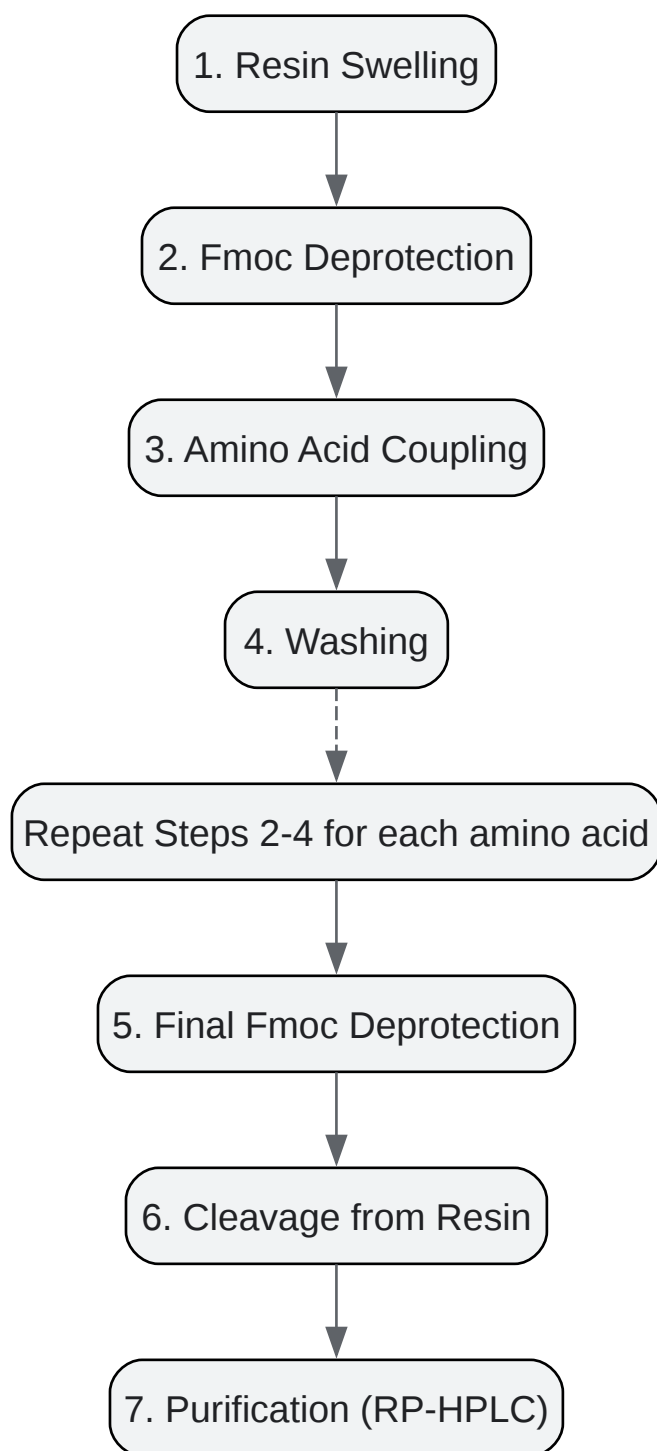 1. Resin Swelling
2. Fmoc Deprotection
3. Amino Acid Coupling
4. Washing
Repeat Steps 2-4 for each amino acid
5. Final Fmoc Deprotection
6. Cleavage from Resin
7. Purification (RP-HPLC)